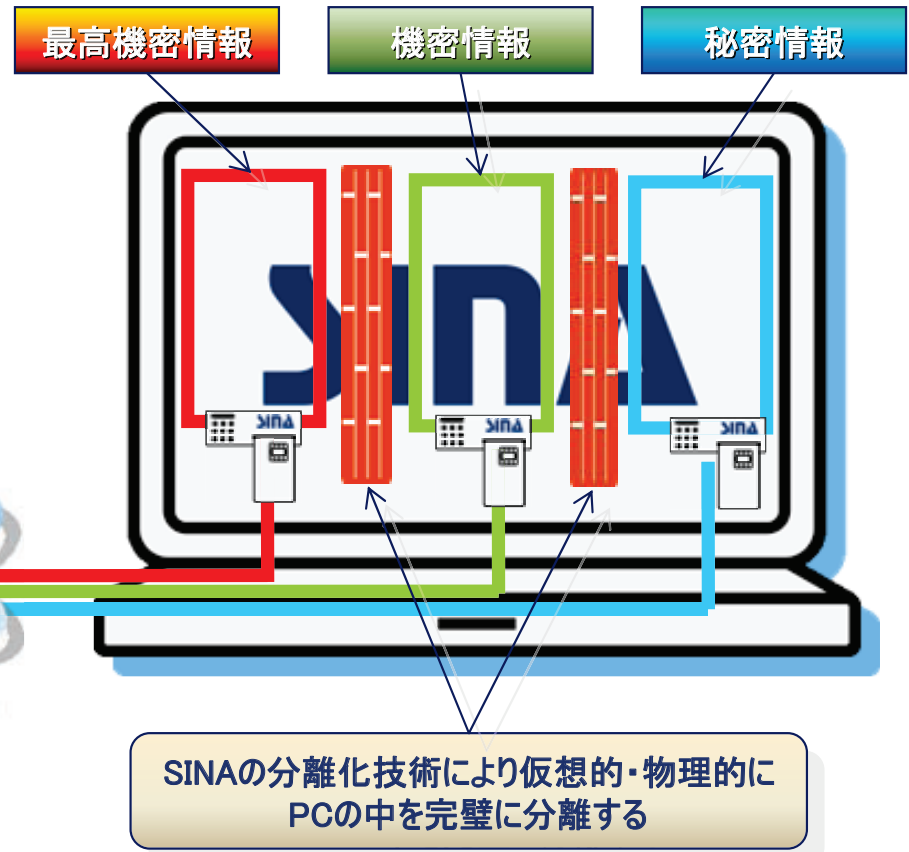 最高機密情報
機密情報
秘密情報
SINA
SINA
SINA
SINA
SINAの分離化技術により仮想的・物理的に
PCの中を完璧に分離する